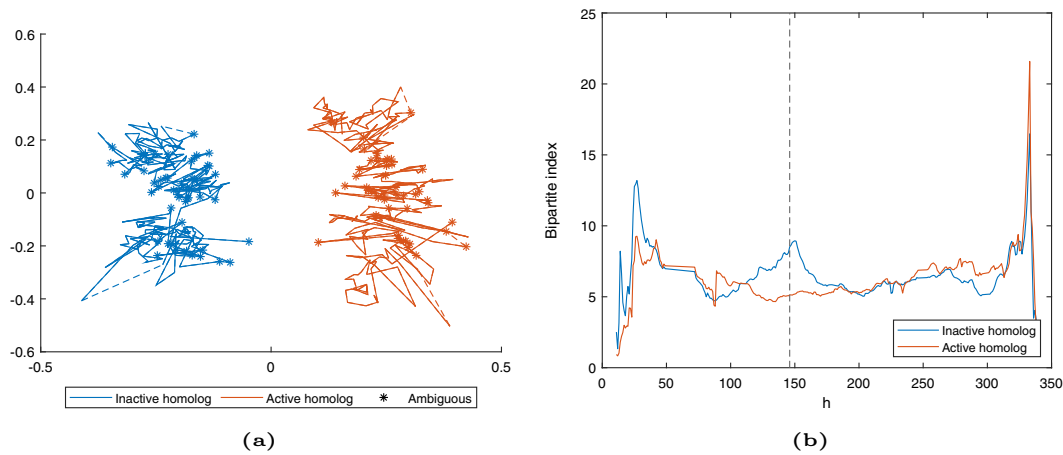 0.6
0.4
0.2
0
-0.2
-0.4
-0.6
-0.5
0
0.5
Inactive homolog
Active homolog
Ambiguous
(a)
25
20
15
10
5
0
Bipartite index
0
50
100
150
200
250
300
350
h
Inactive homolog
Active homolog
(b)